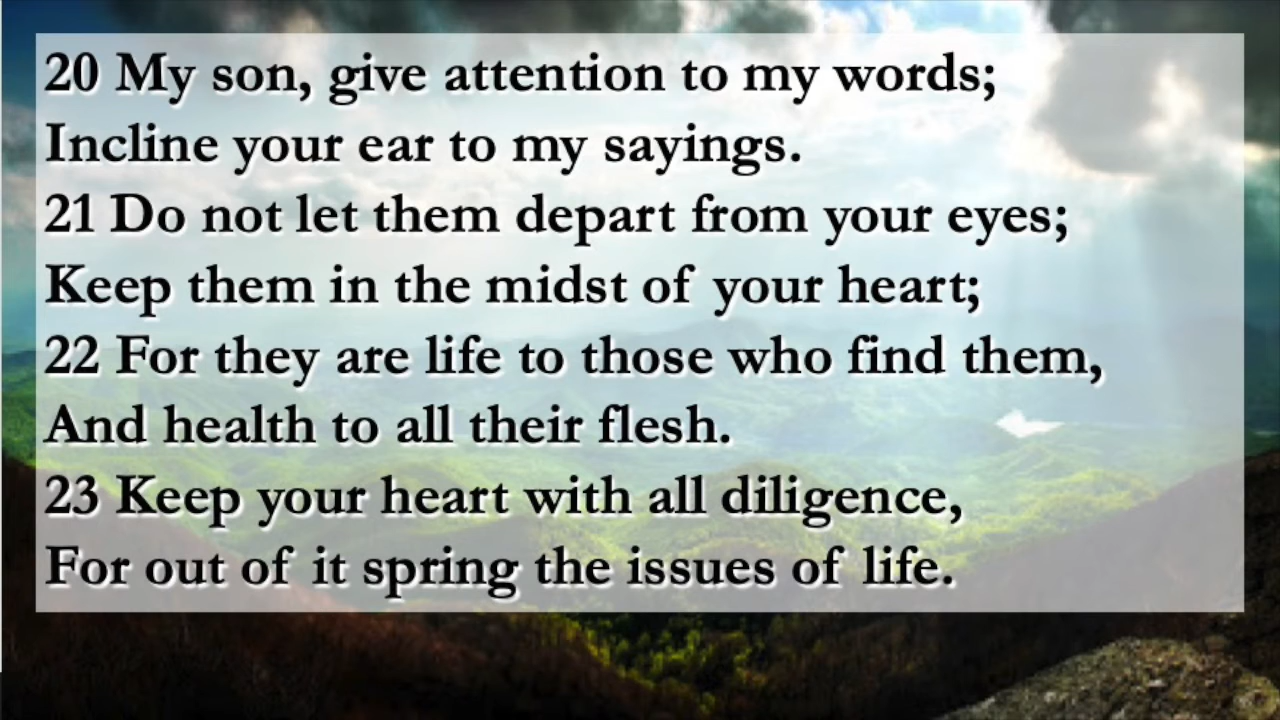 20 My son, give attention to my words;
Incline your ear to my sayings.
21 Do not let them depart from your eyes;
Keep them in the midst of your heart;
22 For they are life to those who find them,
And health to all their flesh.
23 Keep your heart with all diligence,
For out of it spring the issues of life.